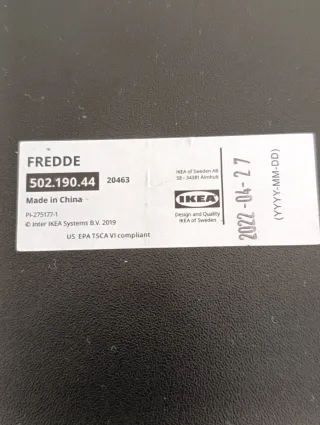 FREDDE
502.190.44 20463
Made in China
PI-275177-1
© Inter IKEA Systems B.V. 2019
US EPA TSCA VI compliant
IKEA of Sweden AB
SE - 34381 Älmhult
IKEA
Design and Quality
IKEA of Sweden
2022-04-27
(YYYY-MM-DD)